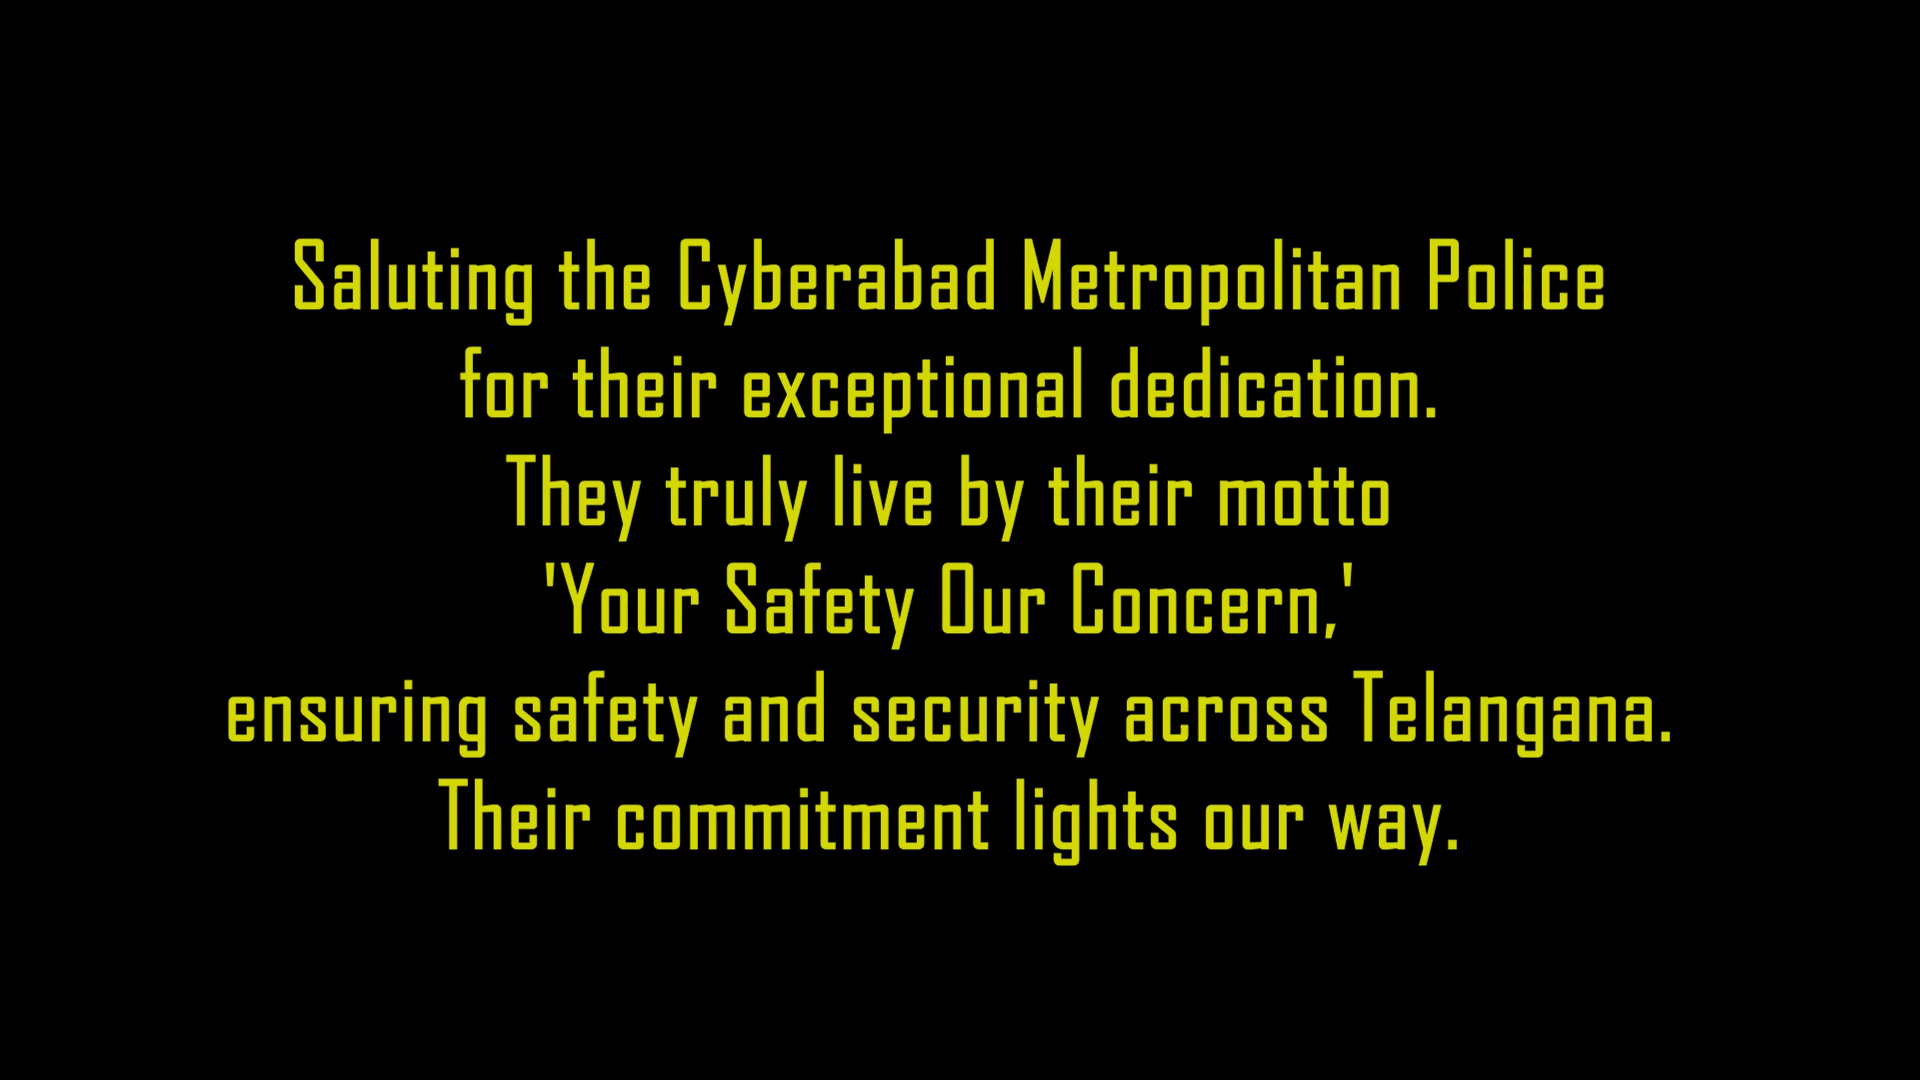 Saluting the Cyberabad Metropolitan Police
for their exceptional dedication.
They truly live by their motto
'Your Safety Our Concern,'
ensuring safety and security across Telangana.
Their commitment lights our way.